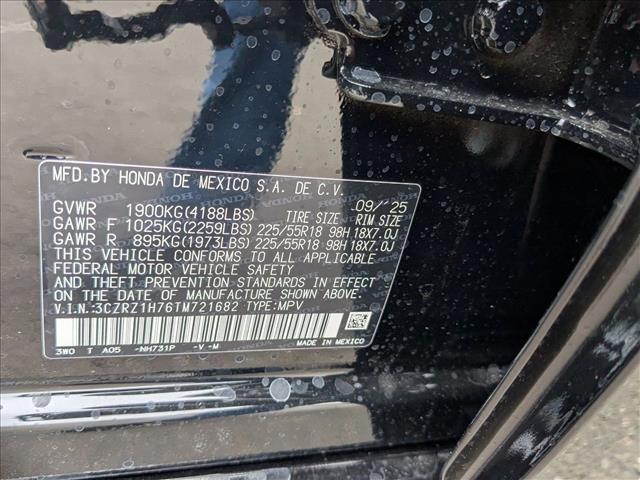 MFD.BY HONDA DE MEXICO S.A. DE C.V.
GVWR 1900KG(4188LBS) TIRE SIZE 09/25 RIM SIZE
GAWR F 1025KG(2259LBS) 225/55R18 98H 18X7.0J
GAWR R 895KG(1973LBS) 225/55R18 98H 18X7.0J
THIS VEHICLE CONFORMS TO ALL APPLICABLE
FEDERAL MOTOR VEHICLE SAFETY
AND THEFT PREVENTION STANDARDS IN EFFECT
ON THE DATE OF MANUFACTURE SHOWN ABOVE.
V.I.N.:3CZRZ1H76TM721682 TYPE:MPV
3W0 T A05 -NH731P -V-M MADE IN MEXICO